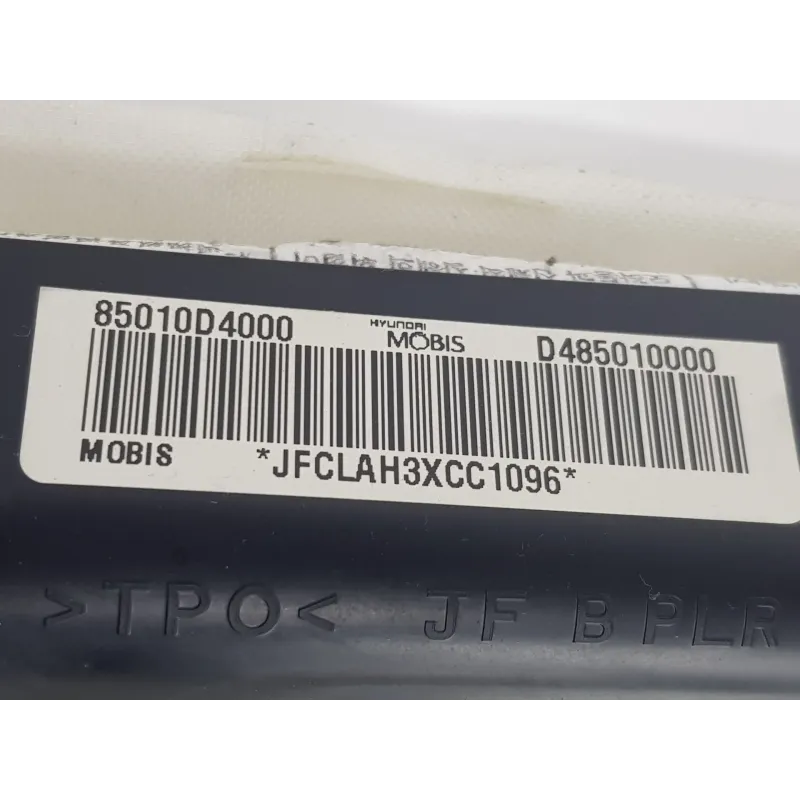 85010D4000
HYUNDAI
MOBIS
D485010000
MOBIS
*JFCLAH3XCC1096*
>TPO< JF B PLR